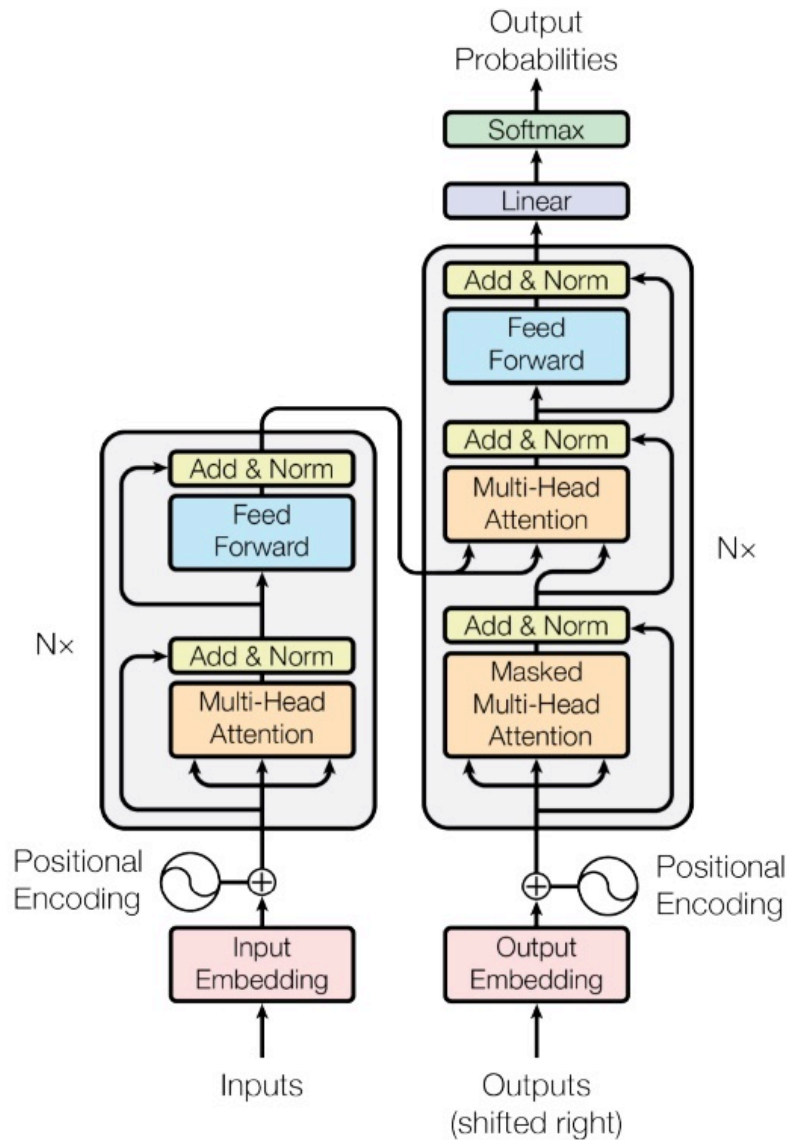 Output
Probabilities
Softmax
Linear
Add & Norm
Feed
Forward
Add & Norm
Multi-Head
Attention
Add & Norm
Masked
Multi-Head
Attention
N×
Add & Norm
Feed
Forward
Add & Norm
Multi-Head
Attention
N×
Positional
Encoding
Positional
Encoding
Input
Embedding
Output
Embedding
Inputs
Outputs
(shifted right)